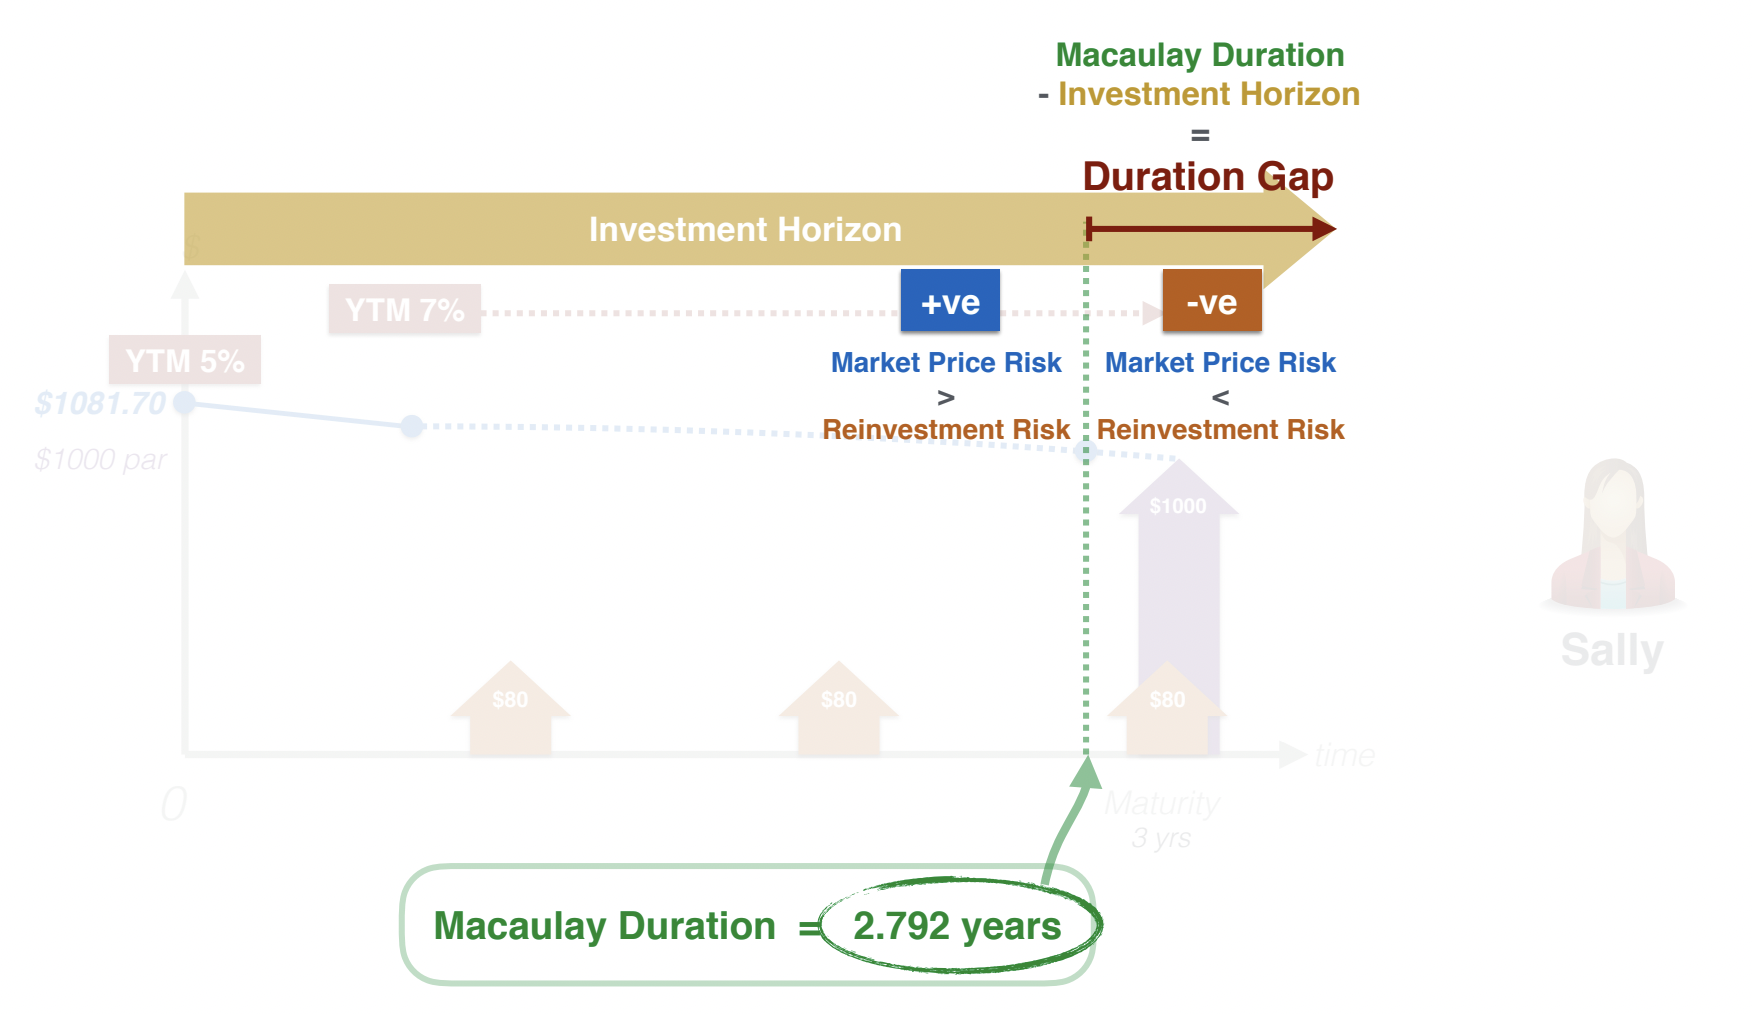 Macaulay Duration
- Investment Horizon
=
Duration Gap
Investment Horizon
$
YTM 7%
+ve
-ve
YTM 5%
Market Price Risk
>
Reinvestment Risk
Market Price Risk
<
Reinvestment Risk
$1081.70
$1000 par
$1000
$80
$80
$80
Sally
time
0
Maturity
3 yrs
Macaulay Duration = 2.792 years